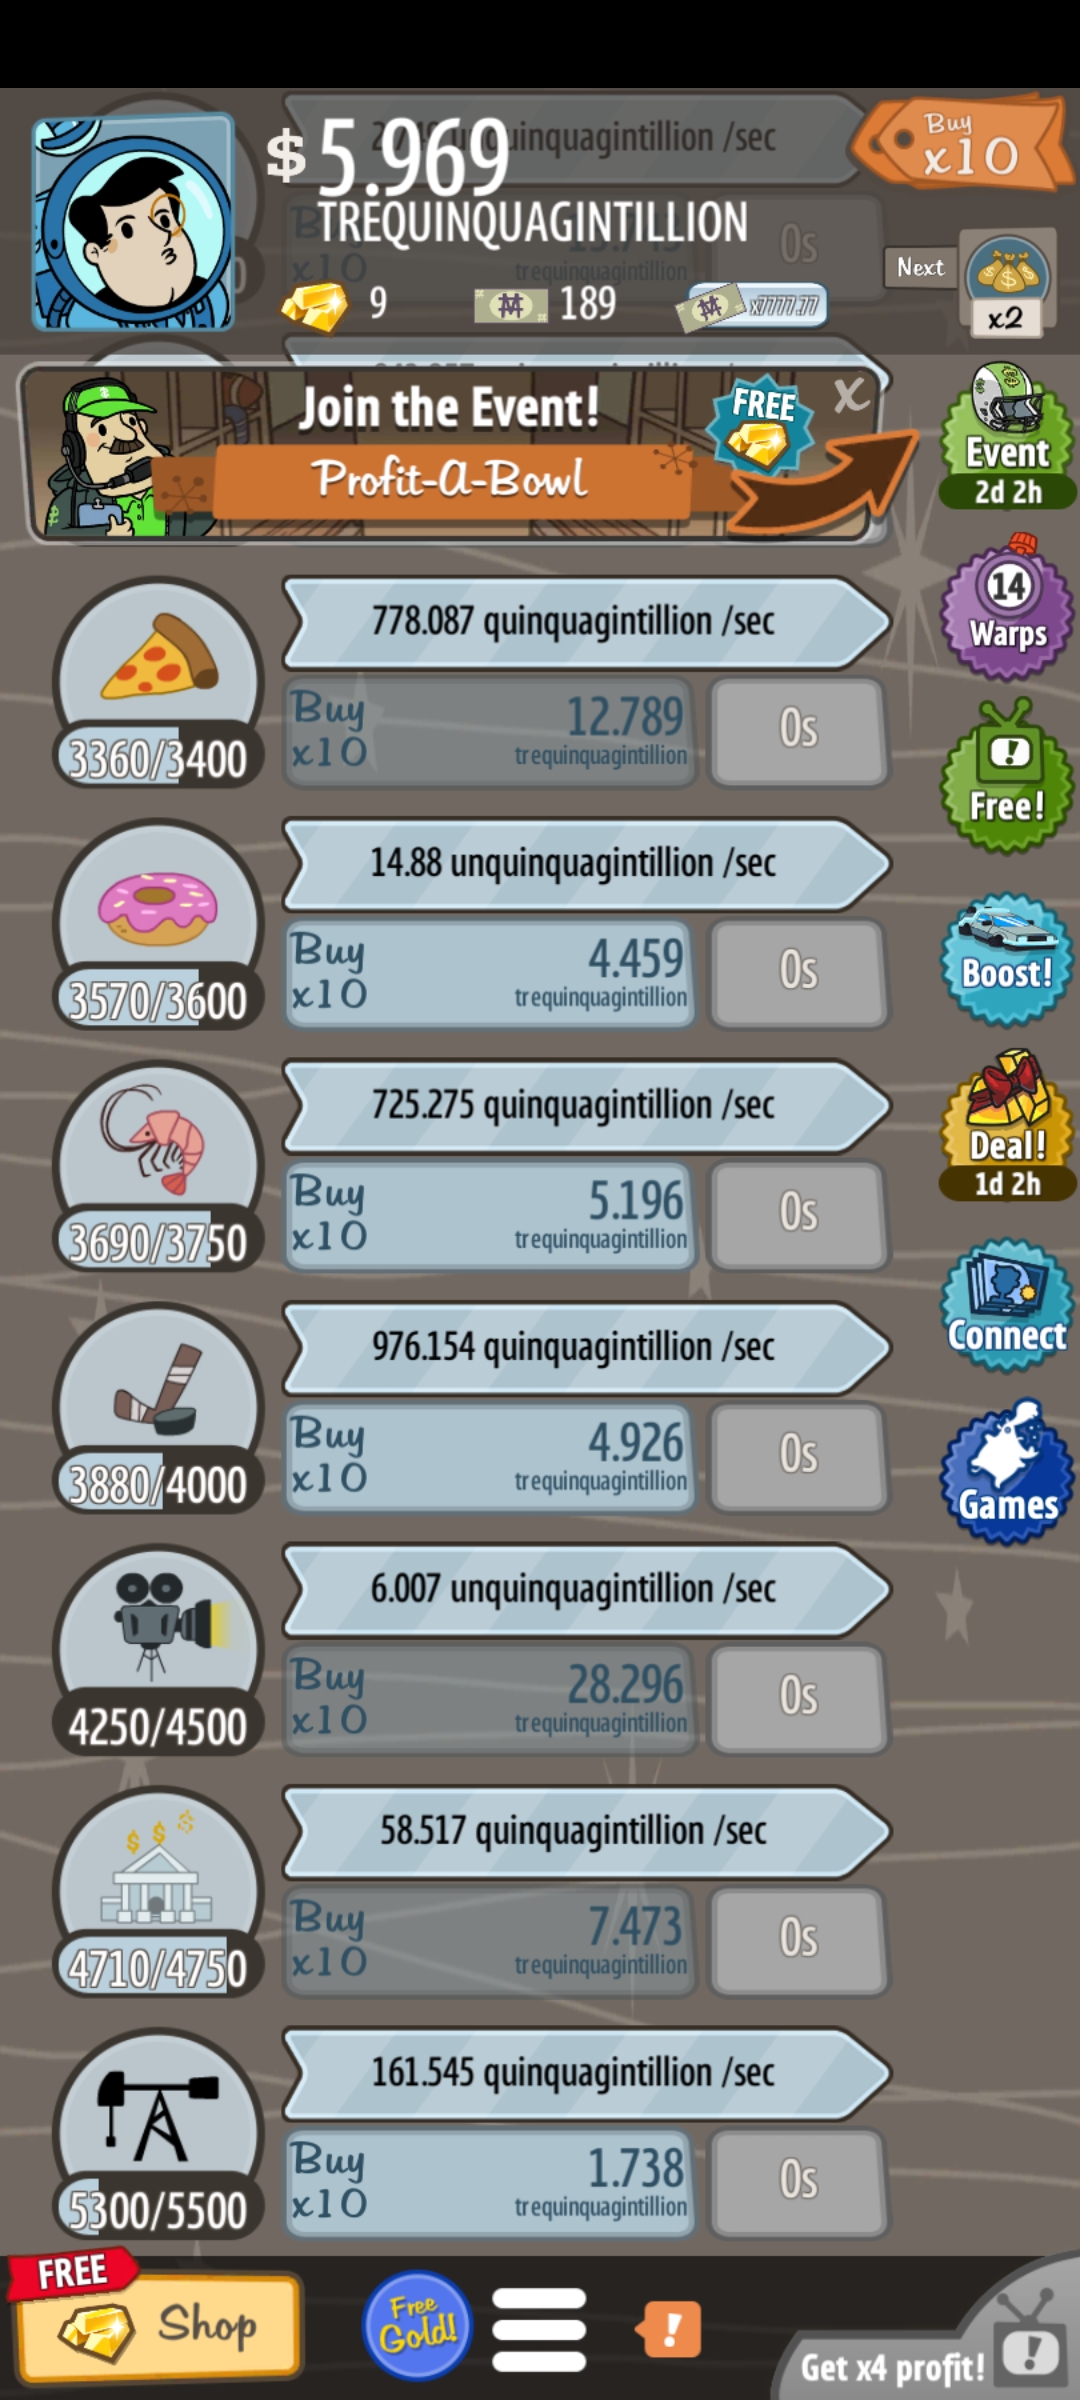 $ 5.969
TREQUINQUAGINTILLION
Buy
x10
9
189
x7777.77
Next
x2
Join the Event!
Profit-A-Bowl
FREE
X
Event
2d 2h
778.087 quinquagintillion /sec
Buy
x10
12.789
trequinquagintillion
0s
3360/3400
14
Warps
Free!
14.88 unquinquagintillion /sec
Buy
x10
4.459
trequinquagintillion
0s
3570/3600
Boost!
725.275 quinquagintillion /sec
Buy
x10
5.196
trequinquagintillion
0s
3690/3750
Deal!
1d 2h
976.154 quinquagintillion /sec
Buy
x10
4.926
trequinquagintillion
0s
3880/4000
Connect
Games
6.007 unquinquagintillion /sec
Buy
x10
28.296
trequinquagintillion
0s
4250/4500
58.517 quinquagintillion /sec
Buy
x10
7.473
trequinquagintillion
0s
4710/4750
161.545 quinquagintillion /sec
Buy
x10
1.738
trequinquagintillion
0s
5300/5500
FREE
Shop
Free
Gold!
!
Get x4 profit!